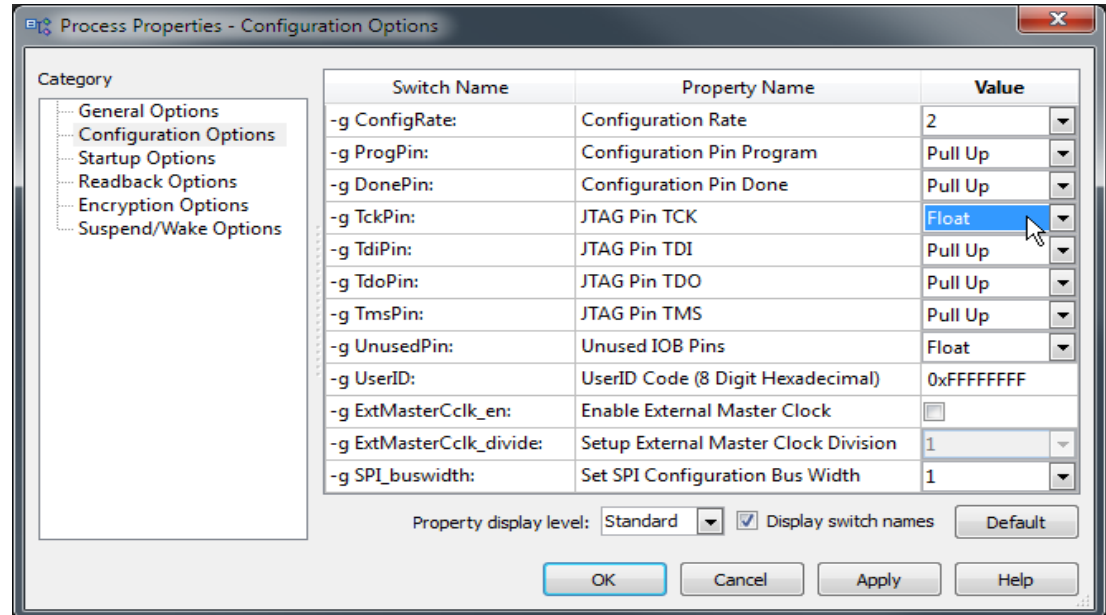 Process Properties - Configuration Options
Category
General Options
Configuration Options
Startup Options
Readback Options
Encryption Options
Suspend/Wake Options
Switch Name Property Name Value
-g ConfigRate: Configuration Rate 2
-g ProgPin: Configuration Pin Program Pull Up
-g DonePin: Configuration Pin Done Pull Up
-g TckPin: JTAG Pin TCK Float
-g TdiPin: JTAG Pin TDI Pull Up
-g TdoPin: JTAG Pin TDO Pull Up
-g TmsPin: JTAG Pin TMS Pull Up
-g UnusedPin: Unused IOB Pins Float
-g UserID: UserID Code (8 Digit Hexadecimal) 0xFFFFFFFF
-g ExtMasterCclk_en: Enable External Master Clock
-g ExtMasterCclk_divide: Setup External Master Clock Division 1
-g SPI_buswidth: Set SPI Configuration Bus Width 1
Property display level: Standard Display switch names Default
OK Cancel Apply Help